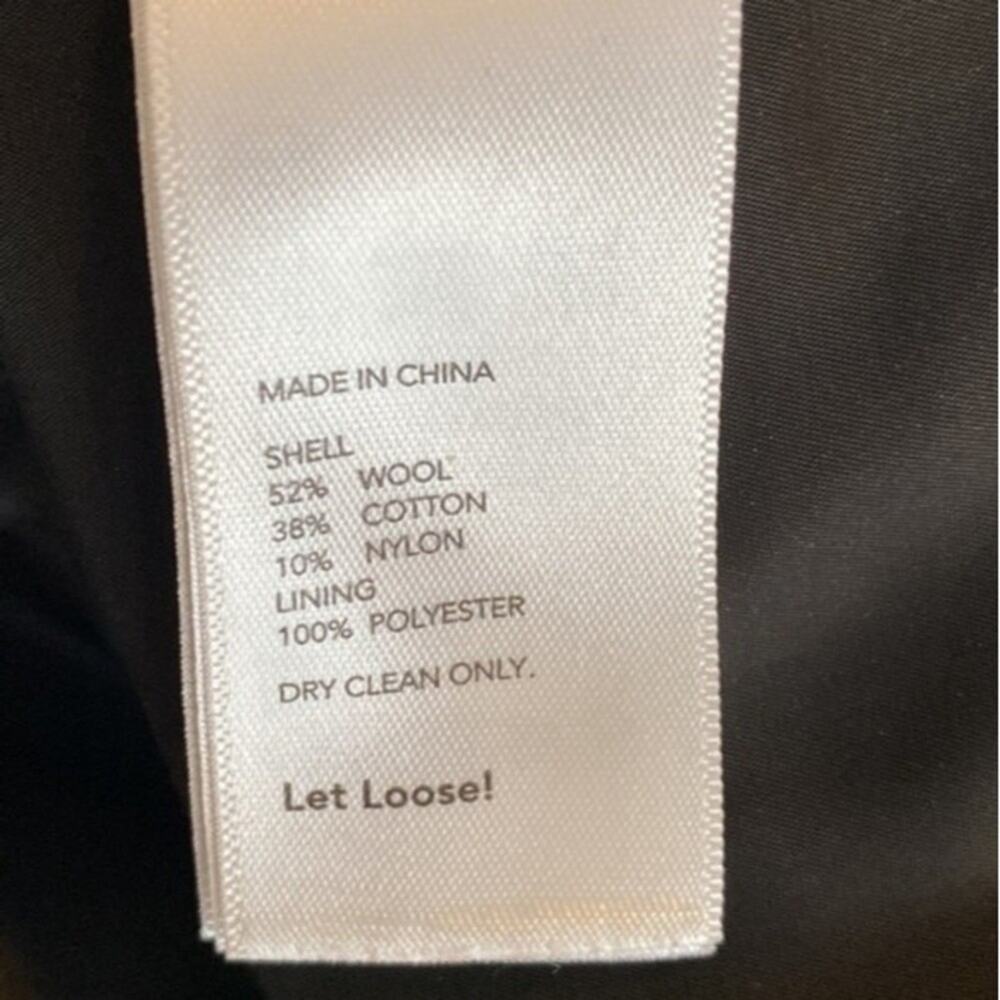 MADE IN CHINA
SHELL
52% WOOL
38% COTTON
10% NYLON
LINING
100% POLYESTER
DRY CLEAN ONLY.
Let Loose!